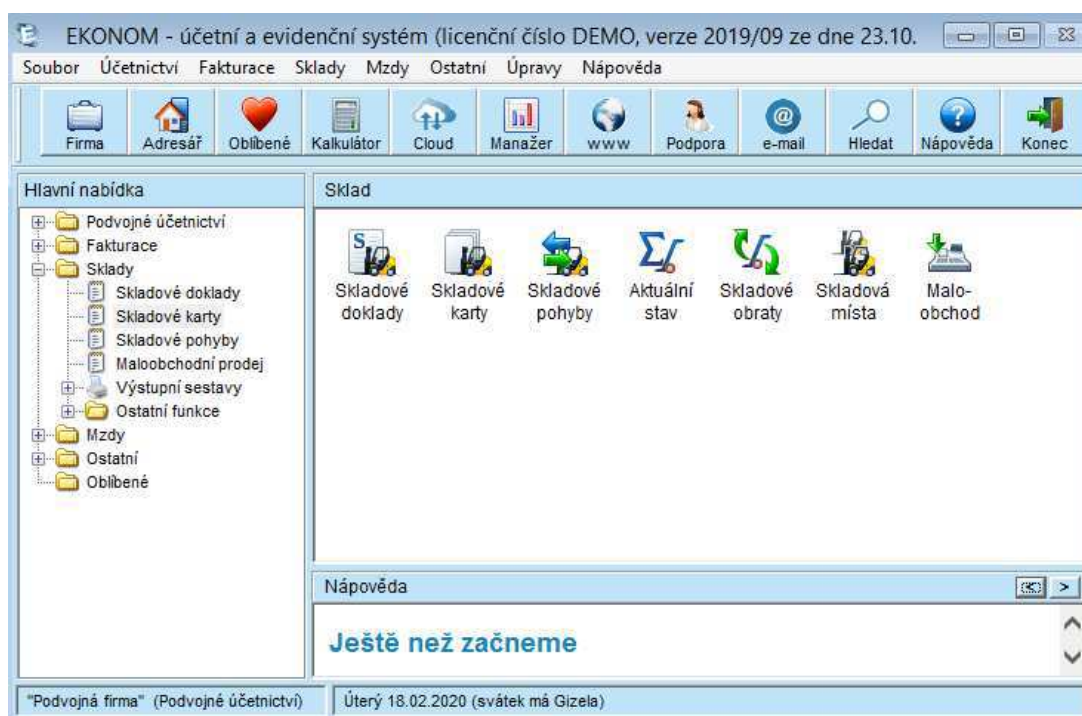 EKONOM - účetní a evidenční systém (licenční číslo DEMO, verze 2019/09 ze dne 23.10.
Soubor Účetnictví Fakturace Sklady Mzdy Ostatní Úpravy Nápověda
Firma Adresář Oblíbené Kalkulátor Cloud Manažer www Podpora e-mail Hledat Nápověda Konec
Hlavní nabídka
Podvojné účetnictví
Fakturace
Sklady
Skladové doklady
Skladové karty
Skladové pohyby
Maloobchodní prodej
Výstupní sestavy
Ostatní funkce
Mzdy
Ostatní
Oblíbené
Sklad
Skladové doklady
Skladové karty
Skladové pohyby
Aktuální stav
Skladové obraty
Skladová místa
Malo-
obchod
Nápověda
< >
Ještě než začneme
"Podvojná firma" (Podvojné účetnictví) Úterý 18.02.2020 (svátek má Gizela)